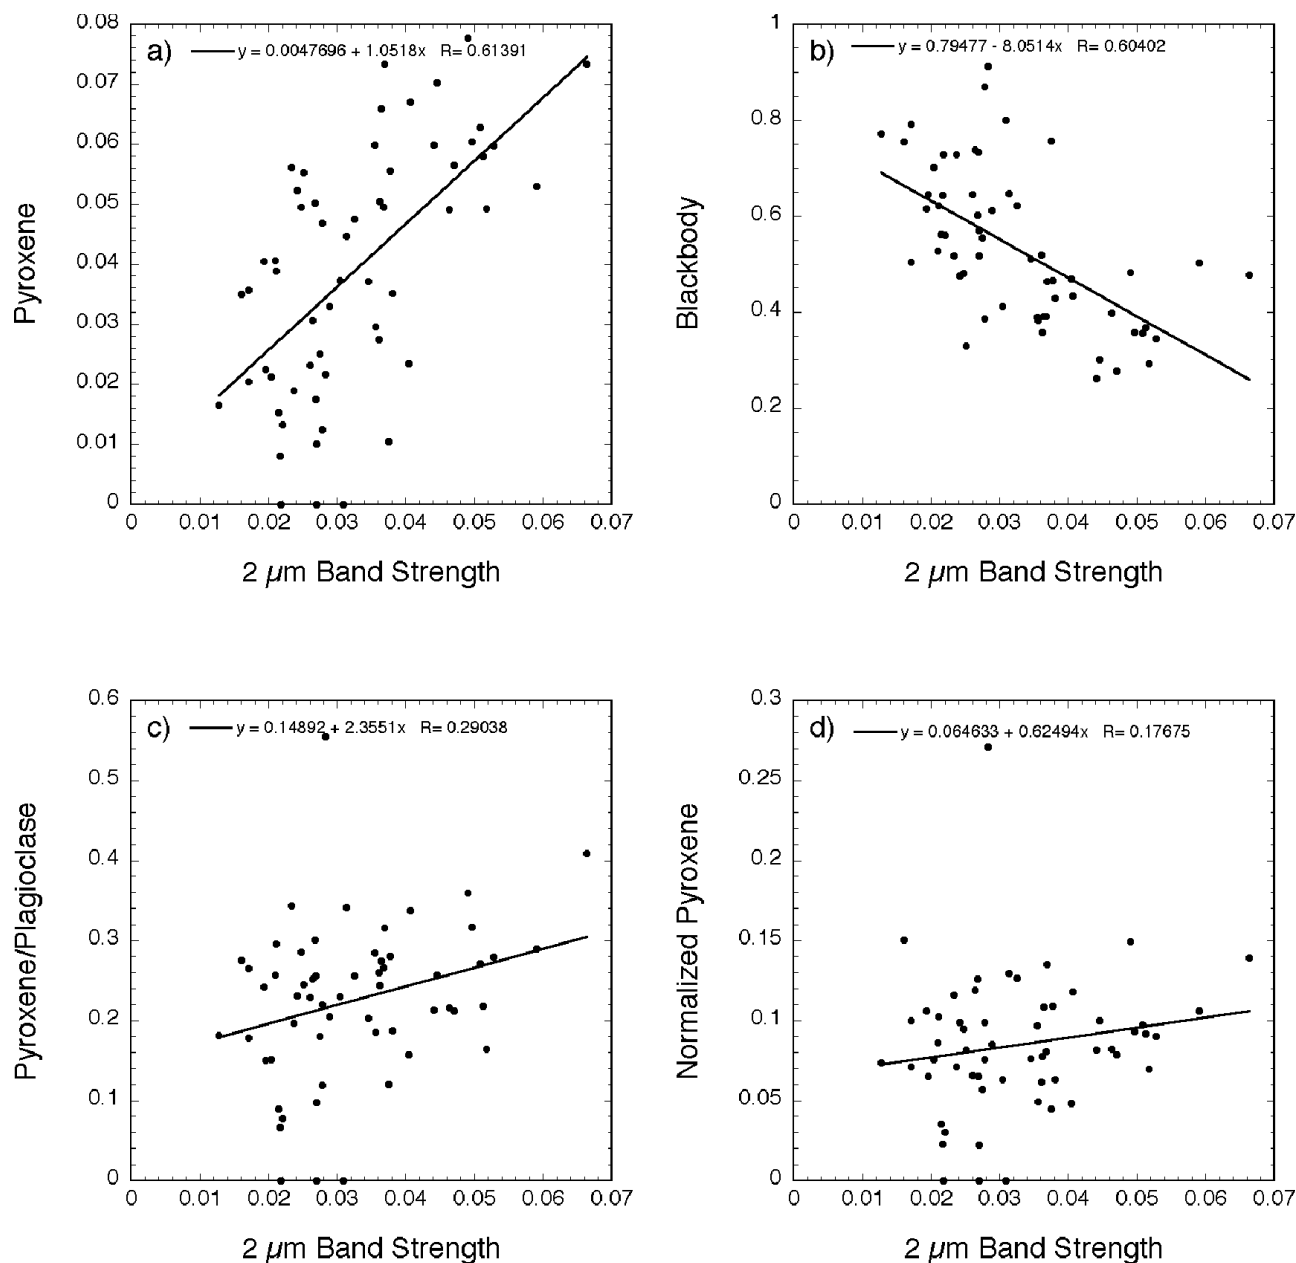 a) y = 0.0047696 + 1.0518x R= 0.61391
0.08
0.07
0.06
0.05
0.04
0.03
0.02
0.01
0
Pyroxene
0 0.01 0.02 0.03 0.04 0.05 0.06 0.07
2 µm Band Strength
b) y = 0.79477 - 8.0514x R= 0.60402
1
0.8
0.6
0.4
0.2
0
Blackbody
0 0.01 0.02 0.03 0.04 0.05 0.06 0.07
2 µm Band Strength
c) y = 0.14892 + 2.3551x R= 0.29038
0.6
0.5
0.4
0.3
0.2
0.1
0
Pyroxene/Plagioclase
0 0.01 0.02 0.03 0.04 0.05 0.06 0.07
2 µm Band Strength
d) y = 0.064633 + 0.62494x R= 0.17675
0.3
0.25
0.2
0.15
0.1
0.05
0
Normalized Pyroxene
0 0.01 0.02 0.03 0.04 0.05 0.06 0.07
2 µm Band Strength